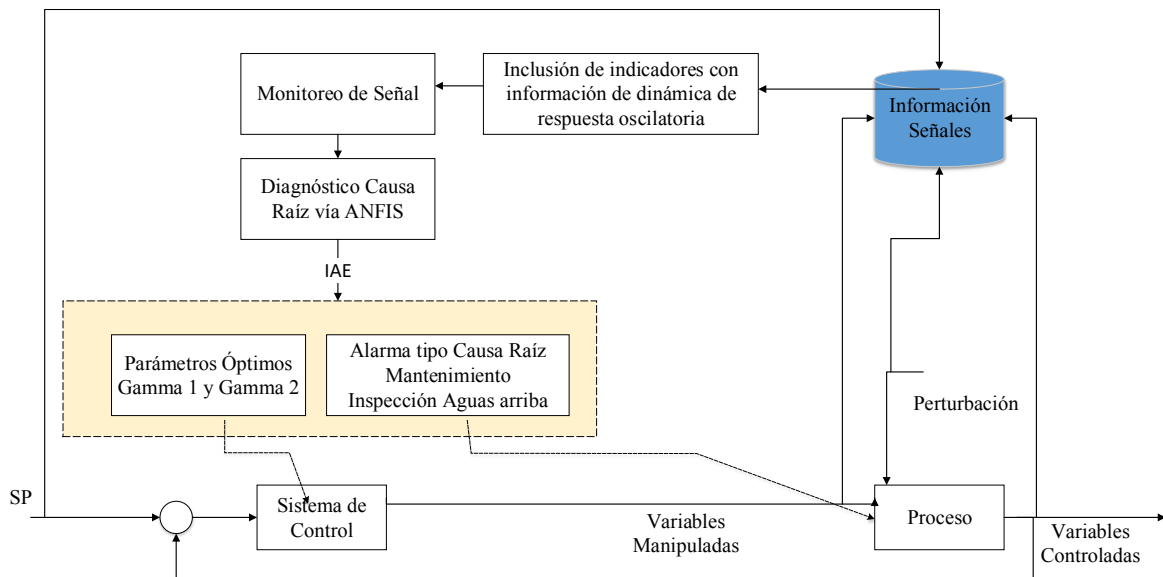 Monitoreo de Señal
Inclusión de indicadores con
información de dinámica de
respuesta oscilatoria
Información
Señales
Diagnóstico Causa
Raíz vía ANFIS
IAE
Parámetros Óptimos
Gamma 1 y Gamma 2
Alarma tipo Causa Raíz
Mantenimiento
Inspección Aguas arriba
Perturbación
SP
Sistema de
Control
Variables
Manipuladas
Proceso
Variables
Controladas